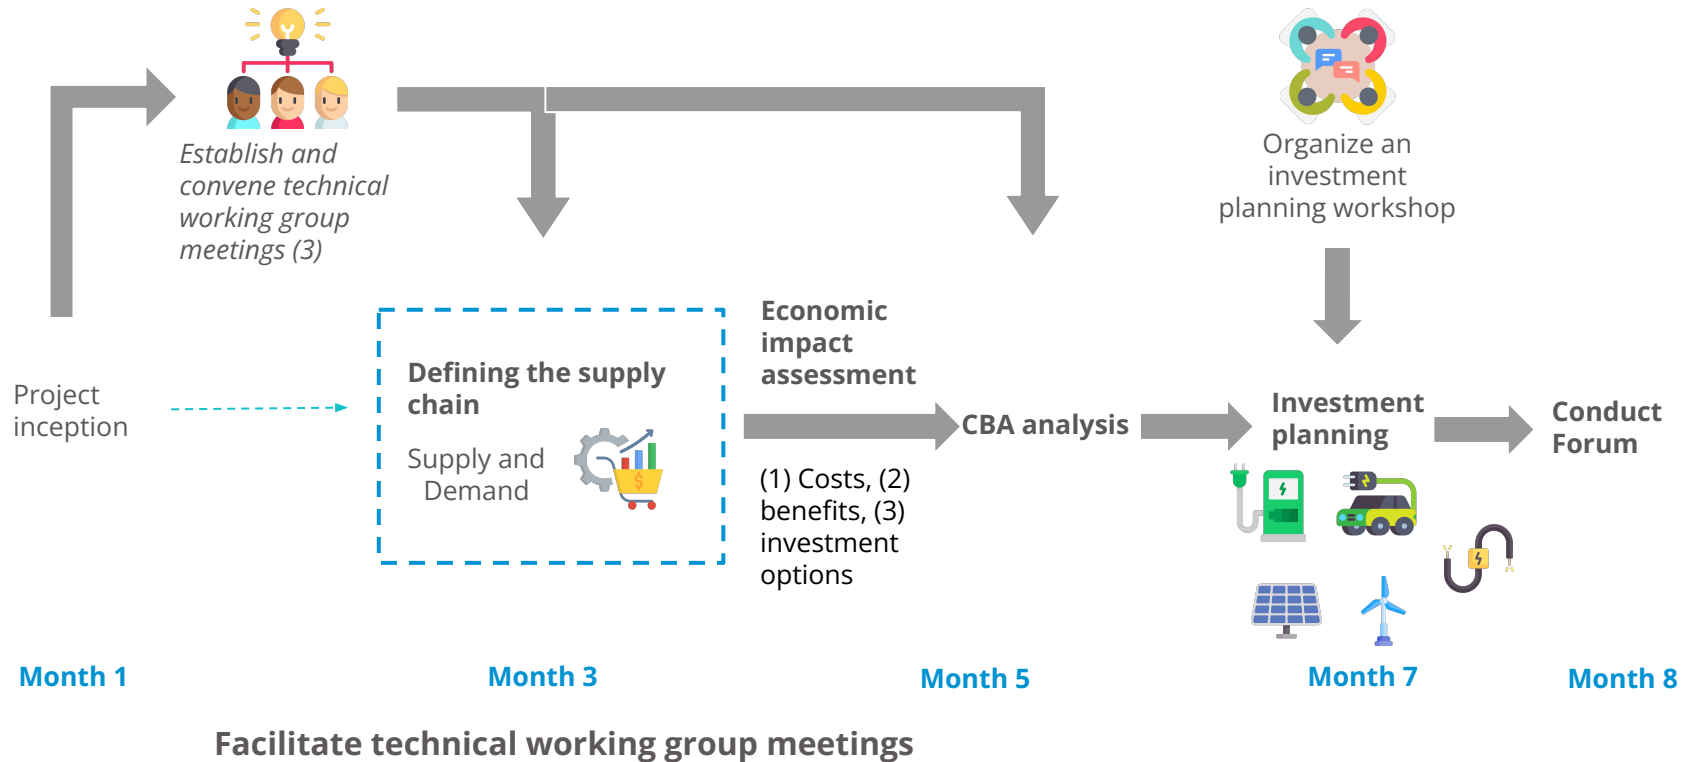 Establish and
convene technical
working group
meetings (3)
Organize an
investment
planning workshop
Project
inception
Defining the supply
chain
Supply and
Demand
$
Economic
impact
assessment
(1) Costs, (2)
benefits, (3)
investment
options
CBA analysis
Investment
planning
Conduct
Forum
Month 1
Month 3
Month 5
Month 7
Month 8
Facilitate technical working group meetings